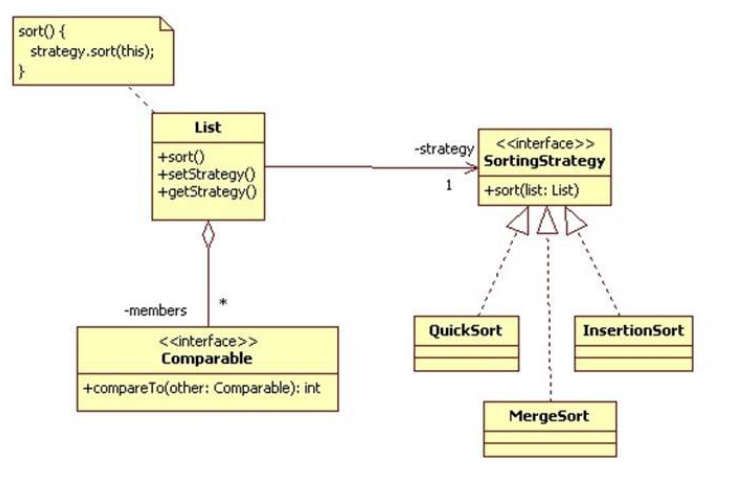 sort() {
strategy.sort(this);
}
List
+sort()
+setStrategy()
+getStrategy()
-strategy
1
<<interface>>
SortingStrategy
+sort(list: List)
-members
*
<<interface>>
Comparable
+compareTo(other: Comparable): int
QuickSort
InsertionSort
MergeSort